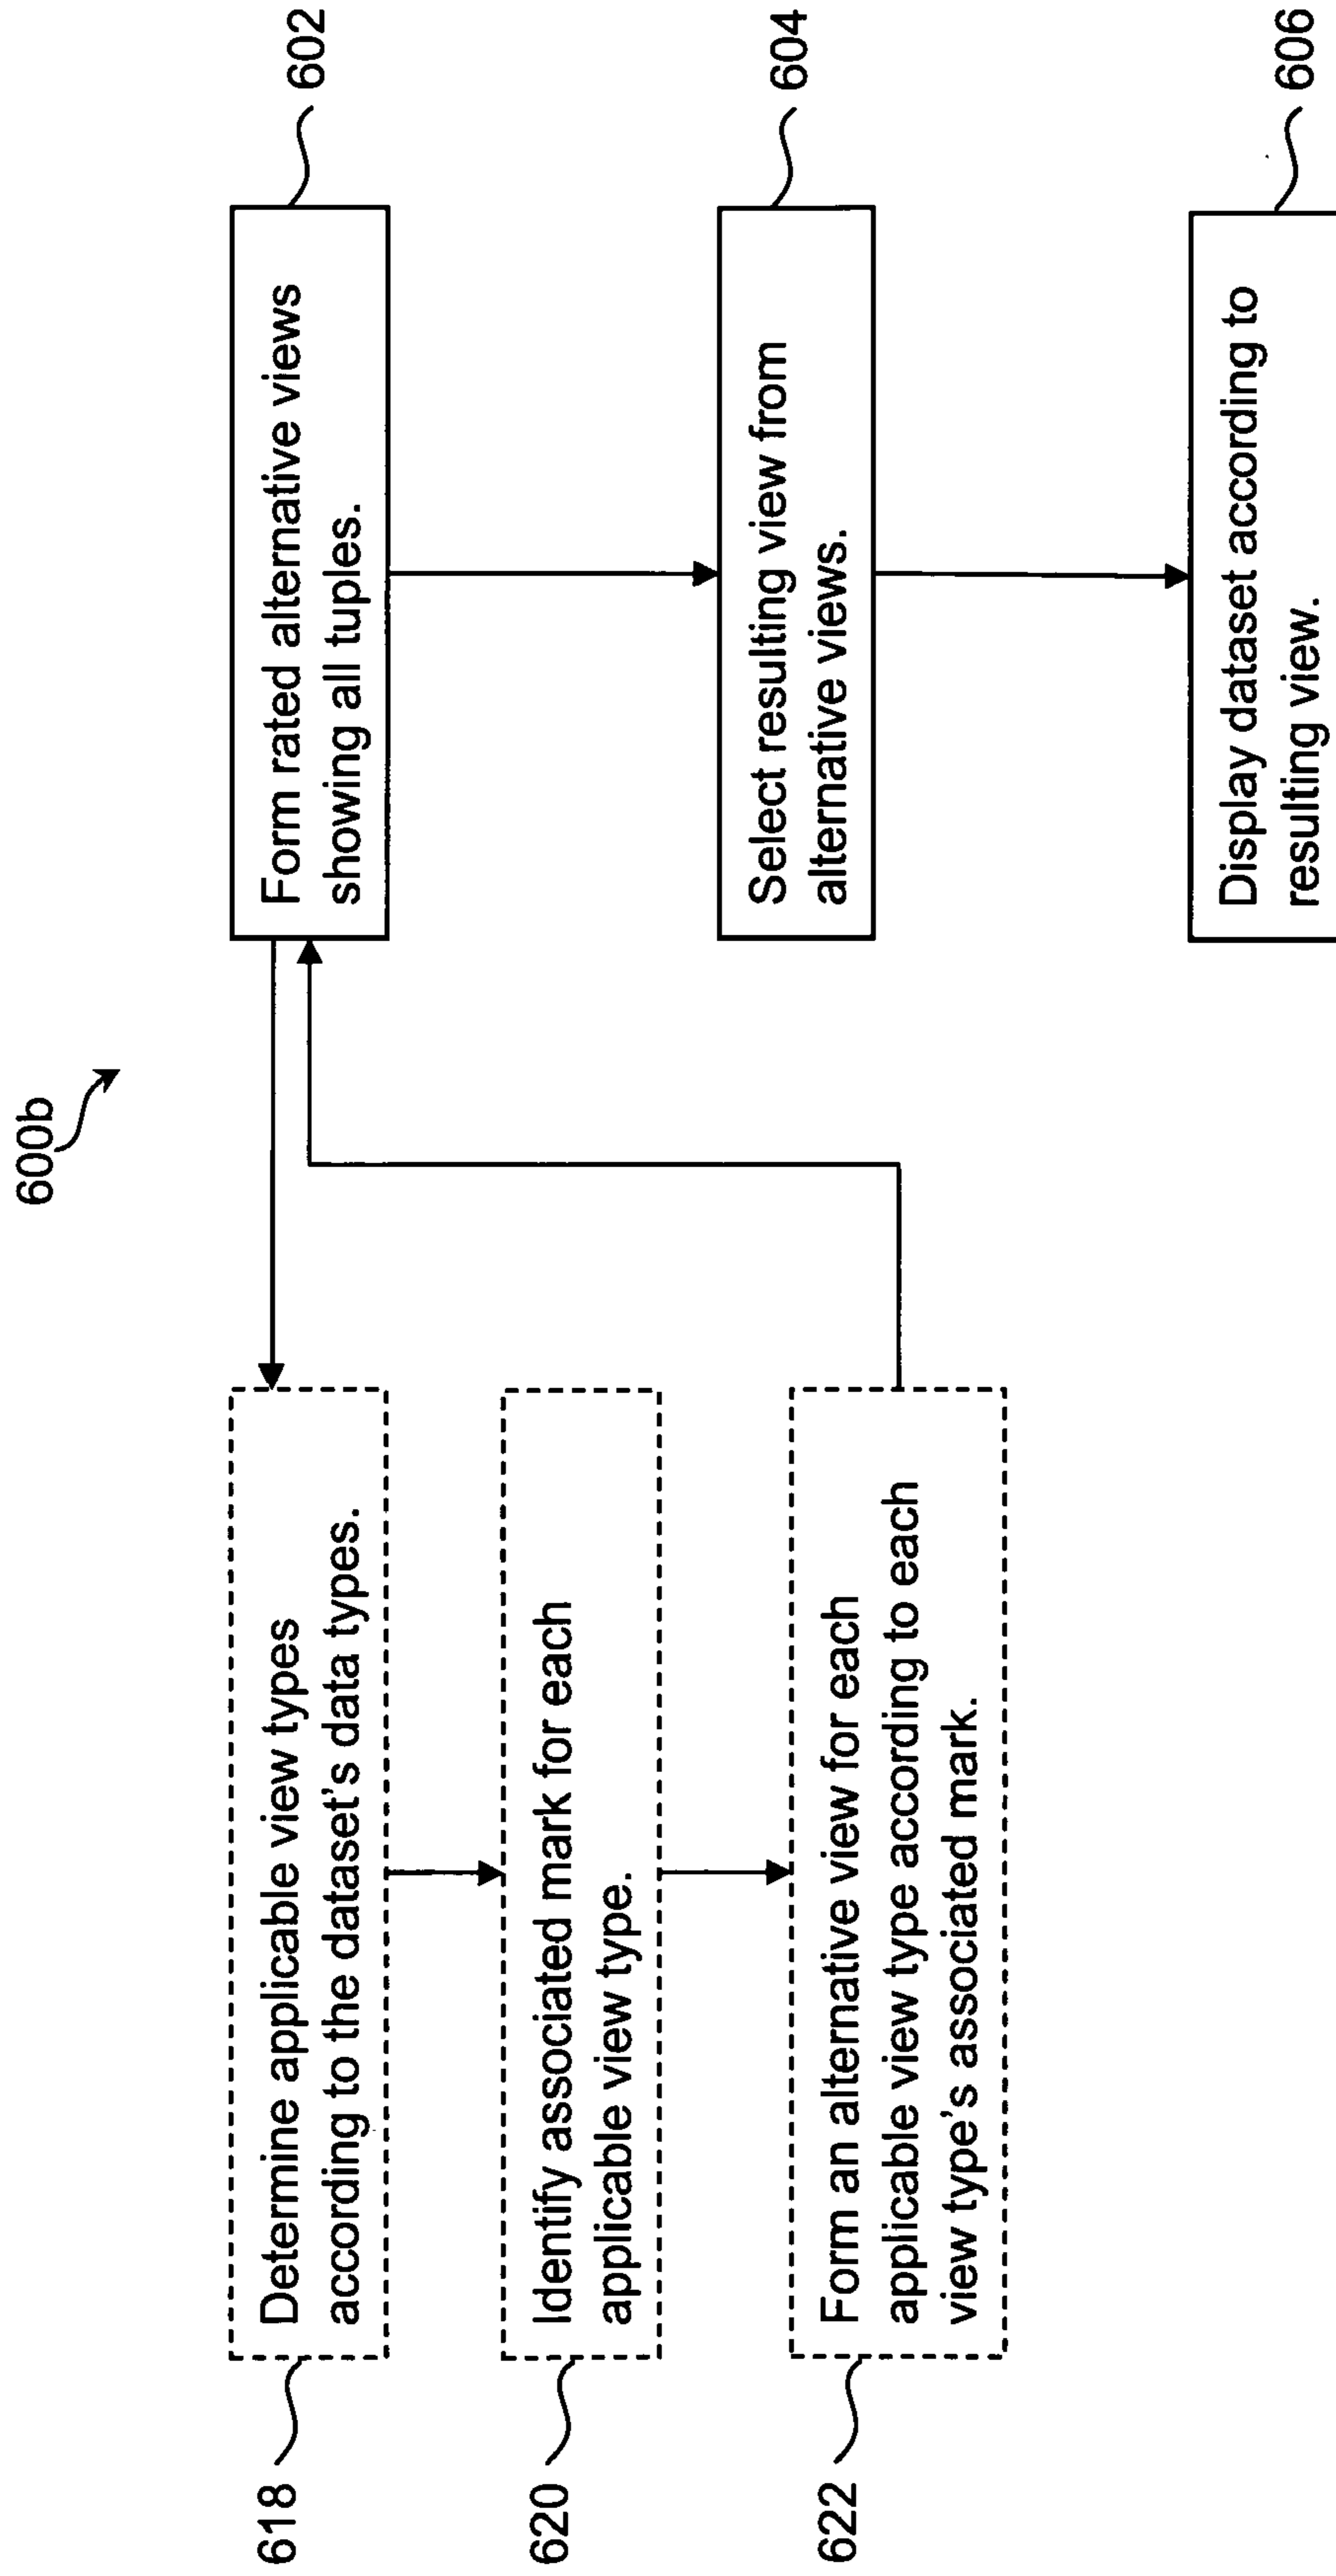 600b
618
Determine applicable view types
according to the dataset's data types.
620
Identify associated mark for each
applicable view type.
622
Form an alternative view for each
applicable view type according to each
view type's associated mark.
Form rated alternative views
showing all tuples.
602
Select resulting view from
alternative views.
604
Display dataset according to
resulting view.
606